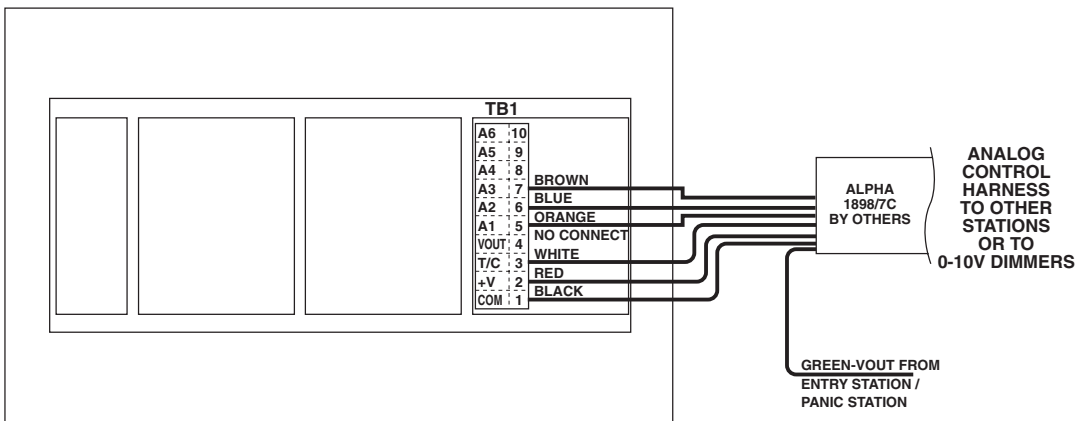 TB1
A6 10
A5 9
A4 8
A3 7 BROWN
A2 6 BLUE
A1 5 ORANGE
VOUT 4 NO CONNECT
T/C 3 WHITE
+V 2 RED
COM 1 BLACK
ALPHA
1898/7C
BY OTHERS
ANALOG
CONTROL
HARNESS
TO OTHER
STATIONS
OR TO
0-10V DIMMERS
GREEN-VOUT FROM
ENTRY STATION /
PANIC STATION